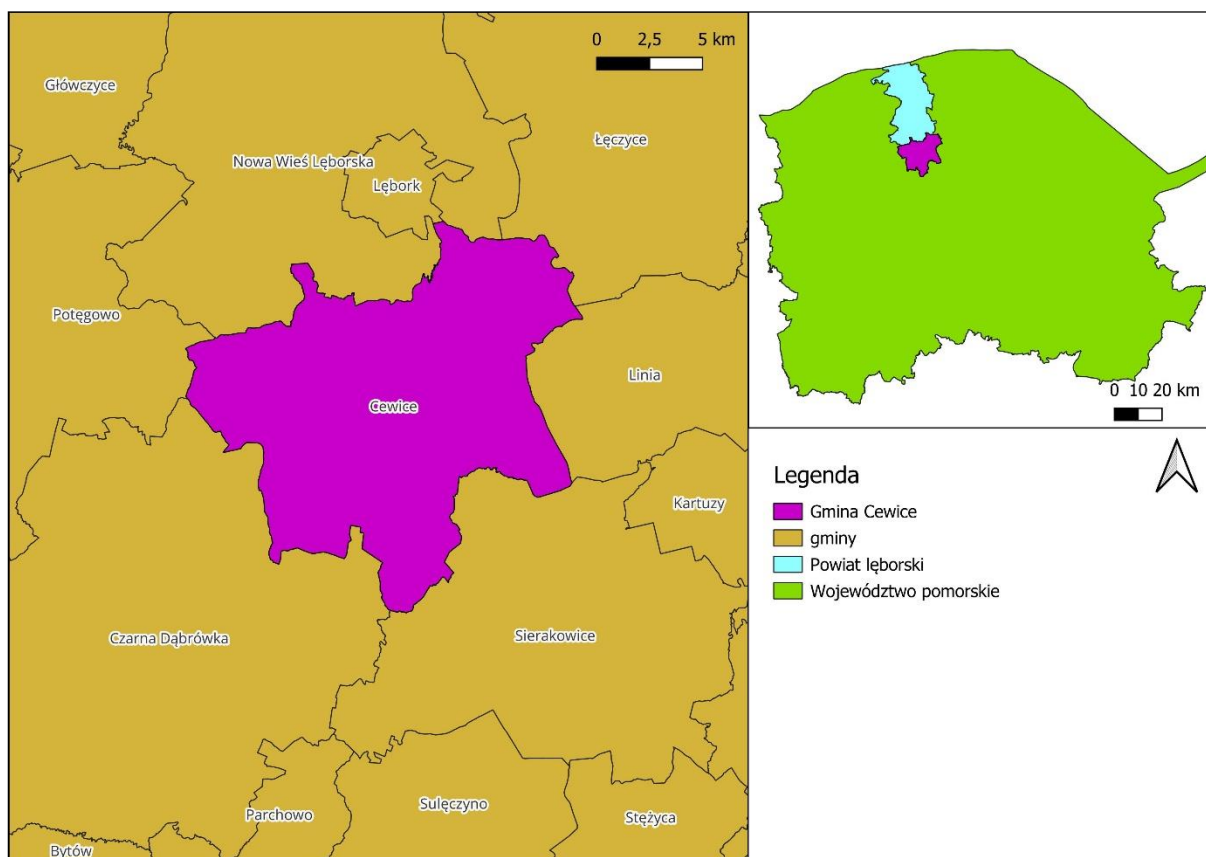 0 2,5 5 km
Główczyce
Łęczyce
Nowa Wieś Lęborska
Lębork
Potęgowo
Linia
Cewice
Kartuzy
Czarna Dąbrówka
Sierakowice
Sulęczyno
Parchowo
Stężyca
Bytów
0 10 20 km
Legenda
Gmina Cewice
gminy
Powiat lęborski
Województwo pomorskie